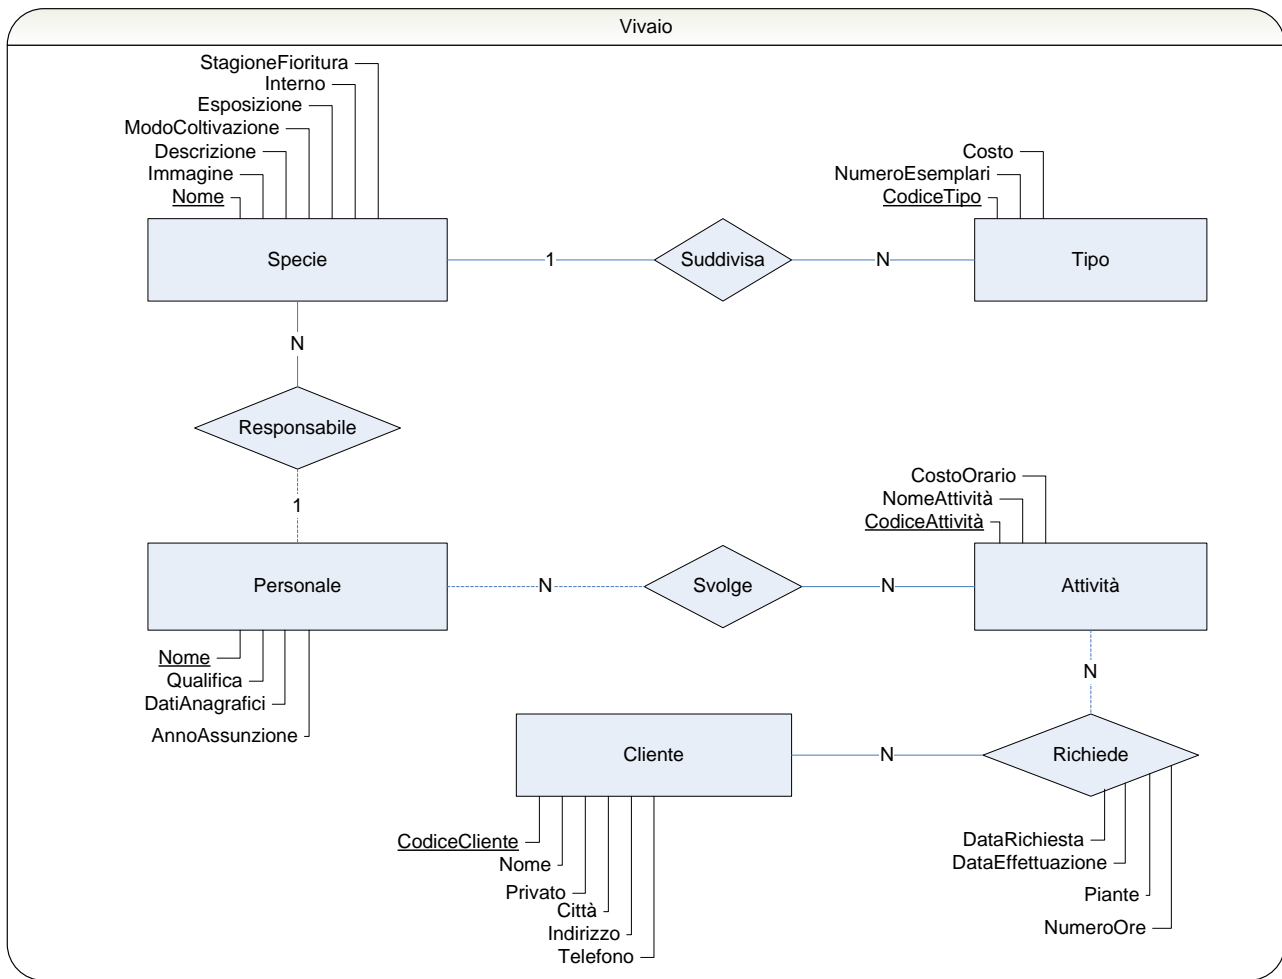 Vivaio
StagioneFioritura
Interno
Esposizione
ModoColtivazione
Descrizione
Immagine
Nome
Costo
NumeroEsemplari
CodiceTipo
Specie
1
Suddivisa
N
Tipo
N
Responsabile
1
CostoOrario
NomeAttività
CodiceAttività
Personale
N
Svolge
N
Attività
Nome
Qualifica
DatiAnagrafici
AnnoAssunzione
N
Cliente
N
Richiede
CodiceCliente
Nome
Privato
Città
Indirizzo
Telefono
DataRichiesta
DataEffettuazione
Piante
NumeroOre